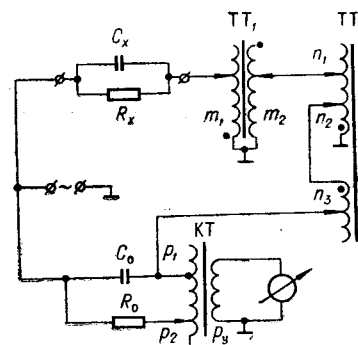 TT₁ TT
Cₓ n₁
Rₓ m₁ m₂ n₂
n₃
KT
C₀ p₁
R₀ p₂ pᵧ